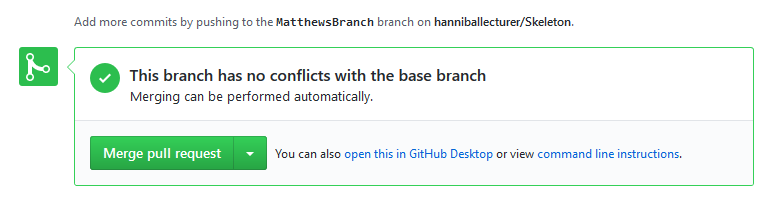 Add more commits by pushing to the MatthewsBranch branch on hanniballecturer/Skeleton.
This branch has no conflicts with the base branch
Merging can be performed automatically.
Merge pull request
You can also open this in GitHub Desktop or view command line instructions.